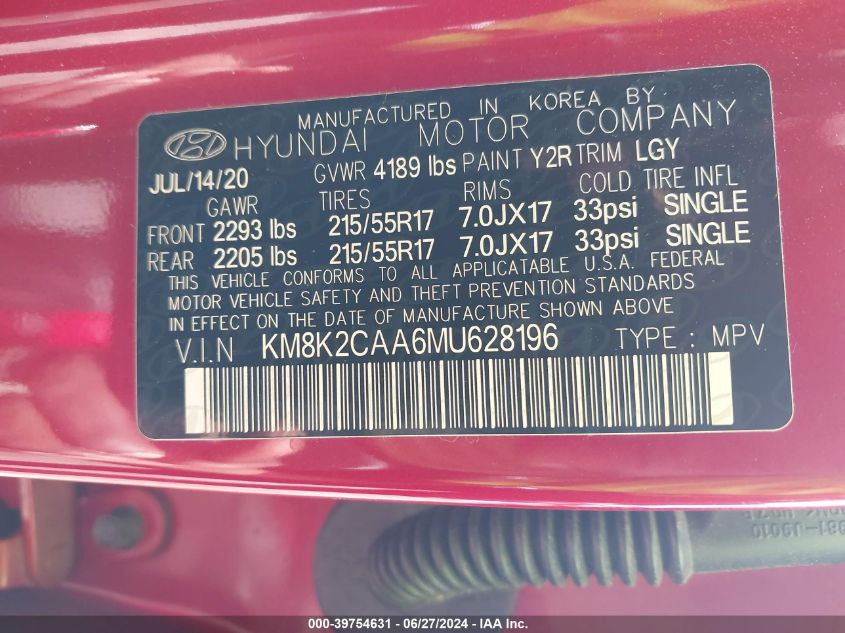 MANUFACTURED IN KOREA BY
HYUNDAI MOTOR COMPANY
JUL/14/20 GVWR 4189 lbs PAINT Y2R TRIM LGY
GAWR TIRES RIMS COLD TIRE INFL
FRONT 2293 lbs 215/55R17 7.0JX17 33psi SINGLE
REAR 2205 lbs 215/55R17 7.0JX17 33psi SINGLE
THIS VEHICLE CONFORMS TO ALL APPLICATABLE U.S.A. FEDERAL
MOTOR VEHICLE SAFETY AND THEFT PREVENTION STANDARDS
IN EFFECT ON THE DATE OF MANUFACTURE SHOWN ABOVE
V.I.N KM8K2CAA6MU628196 TYPE : MPV
000-39754631 - 06/27/2024 - IAA Inc.